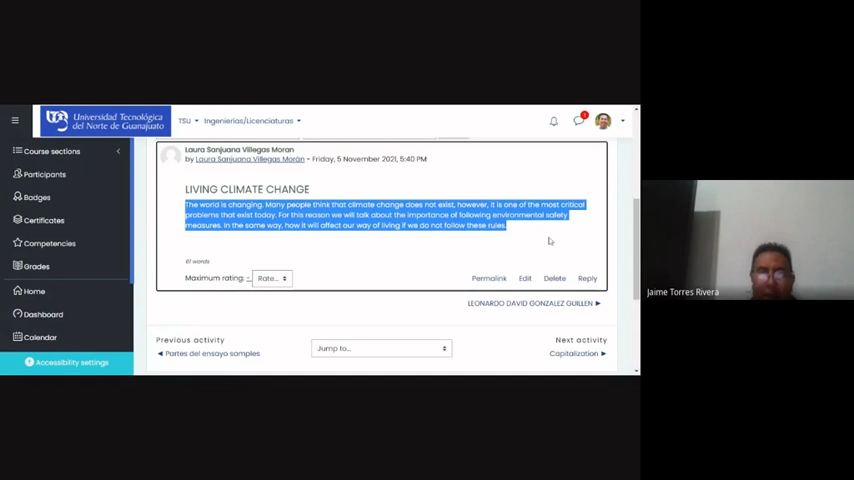 Universidad Tecnológica
del Norte de Guanajuato
TSU
Ingenierías/Licenciaturas
1
Course sections
Participants
Badges
Certificates
Competencies
Grades
Home
Dashboard
Calendar
Accessibility settings
Laura Sanjuana Villegas Moran
by Laura Sanjuana Villegas Morán - Friday, 5 November 2021, 5:40 PM
LIVING CLIMATE CHANGE
The world is changing. Many people think that climate change does not exist, however, it is one of the most critical
problems that exist today. For this reason we will talk about the importance of following environmental safety
measures. In the same way, how it will affect our way of living if we do not follow these rules.
61 words
Maximum rating: - Rate...
Permalink Edit Delete Reply
LEONARDO DAVID GONZALEZ GUILLEN ▶
Previous activity
◀ Partes del ensayo samples
Jump to...
Next activity
Capitalization ▶
Jaime Torres Rivera